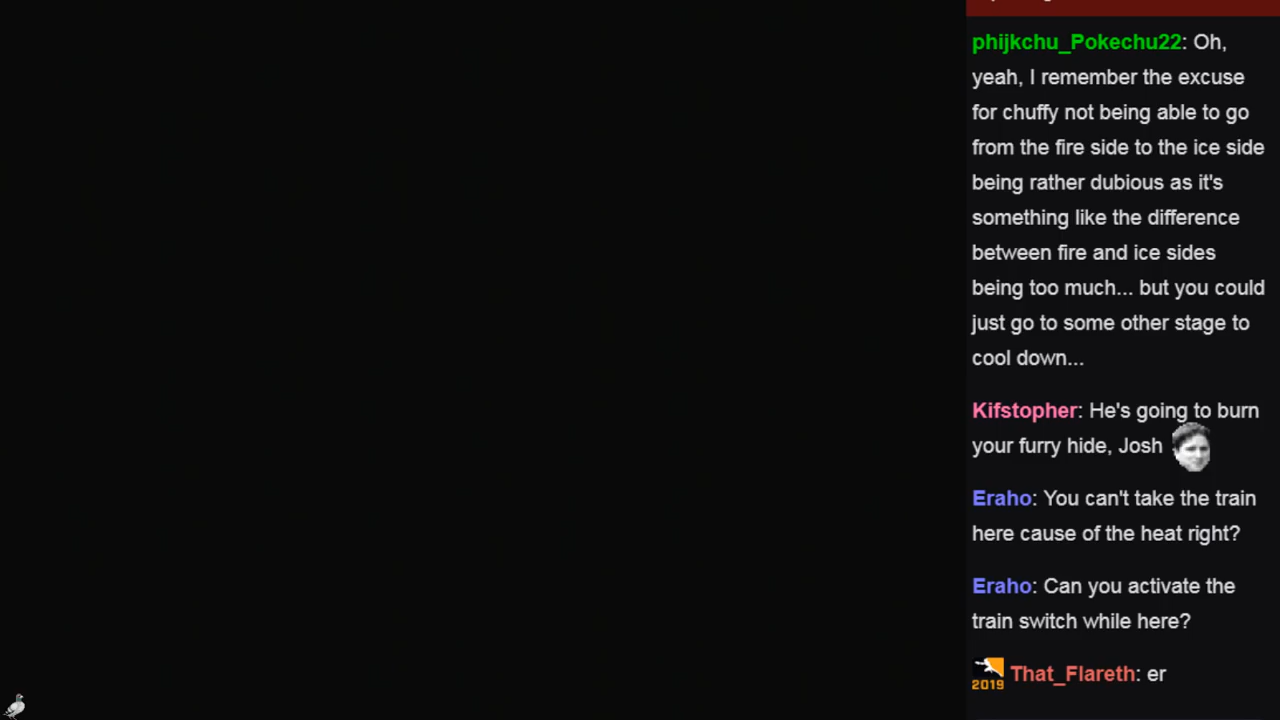 phijkchu_Pokechu22: Oh,
yeah, I remember the excuse
for chuffy not being able to go
from the fire side to the ice side
being rather dubious as it's
something like the difference
between fire and ice sides
being too much... but you could
just go to some other stage to
cool down...
Kifstopher: He's going to burn
your furry hide, Josh
Eraho: You can't take the train
here cause of the heat right?
Eraho: Can you activate the
train switch while here?
2019 That_Flareth: er